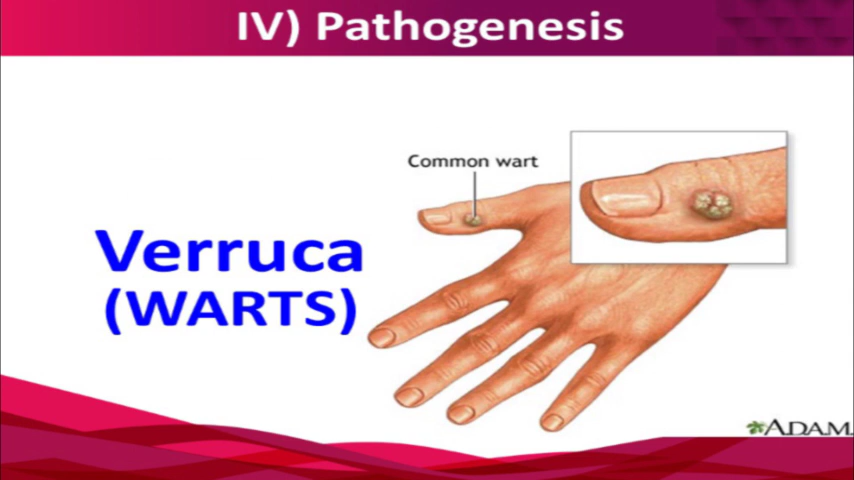 IV) Pathogenesis
Common wart
Verruca
(WARTS)
ADAM.